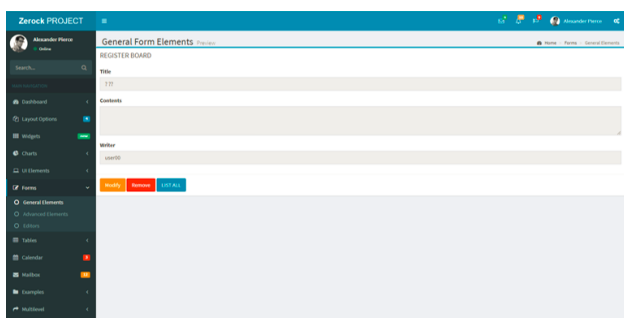 Zerock PROJECT
Alexander Pierce
Alexander Pierce
Online
General Form Elements Preview
Home / Forms / General Elements
REGISTER BOARD
Search...
Title
Dashboard
Contents
Layout Options
Widgets
new
Charts
Writer
user00
UI Elements
Forms
Modify Remove LIST ALL
General Elements
Advanced Elements
Editors
Tables
Calendar
Mailbox
Examples
Multilevel